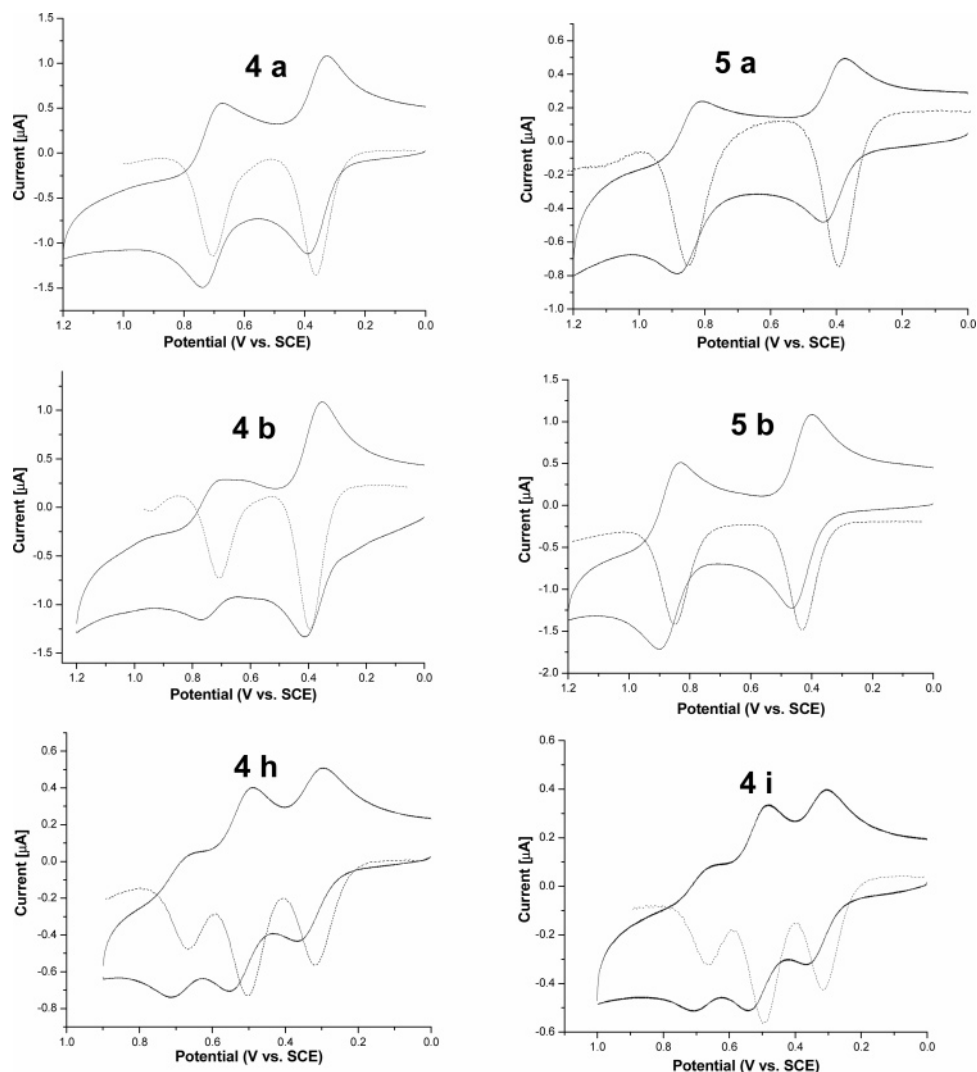 4 a
1.5
1.0
0.5
0.0
-0.5
-1.0
-1.5
Current [μA]
1.2 1.0 0.8 0.6 0.4 0.2 0.0
Potential (V vs. SCE)
5 a
0.6
0.4
0.2
0.0
-0.2
-0.4
-0.6
-0.8
-1.0
Current [μA]
1.2 1.0 0.8 0.6 0.4 0.2 0.0
Potential (V vs. SCE)
4 b
1.0
0.5
0.0
-0.5
-1.0
-1.5
Current [μA]
1.2 1.0 0.8 0.6 0.4 0.2 0.0
Potential (V vs. SCE)
5 b
1.5
1.0
0.5
0.0
-0.5
-1.0
-1.5
-2.0
Current [μA]
1.2 1.0 0.8 0.6 0.4 0.2 0.0
Potential (V vs. SCE)
4 h
0.6
0.4
0.2
0.0
-0.2
-0.4
-0.6
-0.8
Current [μA]
1.0 0.8 0.6 0.4 0.2 0.0
Potential (V vs. SCE)
4 i
0.6
0.4
0.2
0.0
-0.2
-0.4
-0.6
Current [μA]
1.0 0.8 0.6 0.4 0.2 0.0
Potential (V vs. SCE)